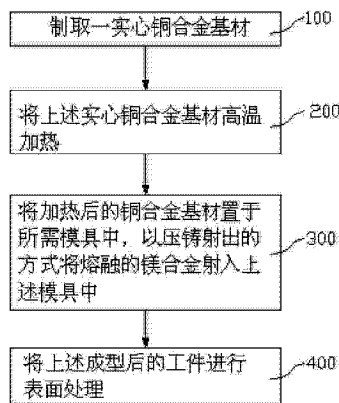 制取一实心铜合金基材
100
将上述实心铜合金基材高温
加热
200
将加热后的铜合金基材置于
所需模具中，以压铸射出的
方式将熔融的镁合金射入上
述模具中
300
将上述成型后的工件进行
表面处理
400